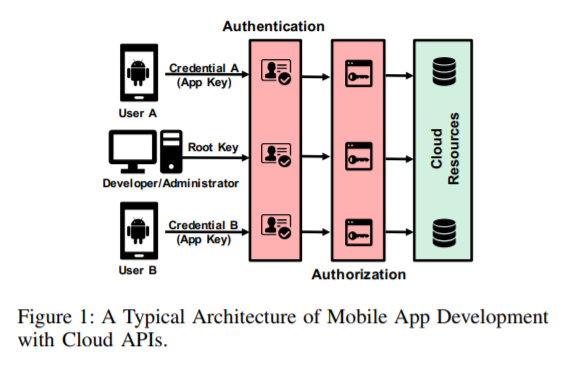 Authentication
Credential A
(App Key)
User A
Root Key
Developer/Administrator
Credential B
(App Key)
User B
Cloud
Resources
Authorization
Figure 1: A Typical Architecture of Mobile App Development
with Cloud APIs.